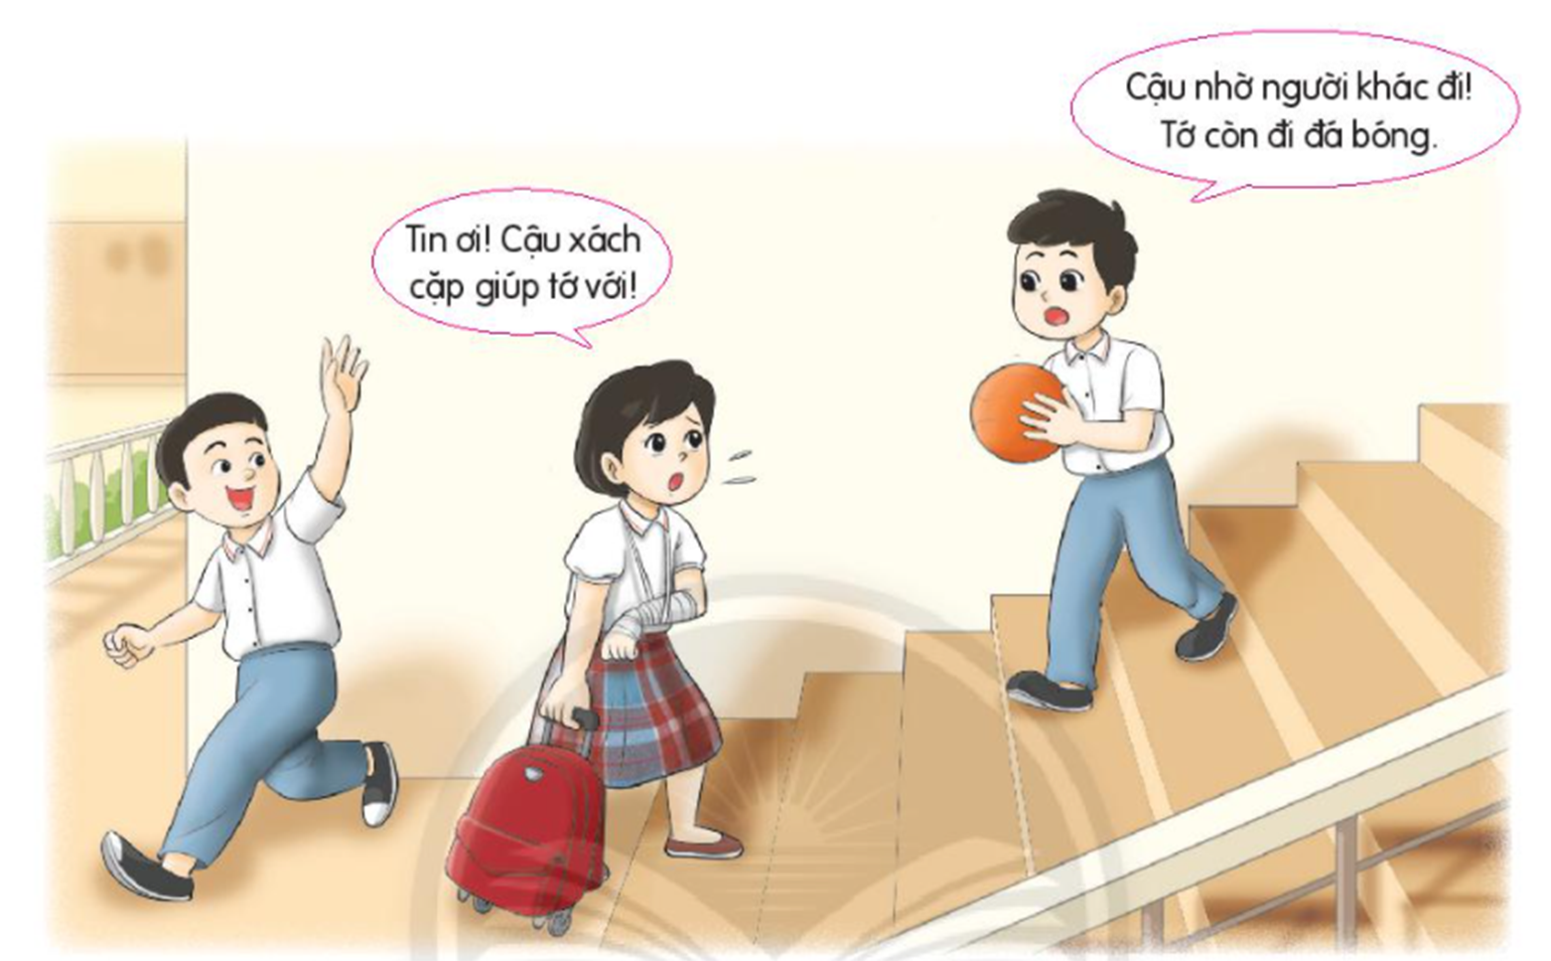 Tin ơi! Cậu xách
cặp giúp tớ với!
Cậu nhờ người khác đi!
Tớ còn đi đá bóng.